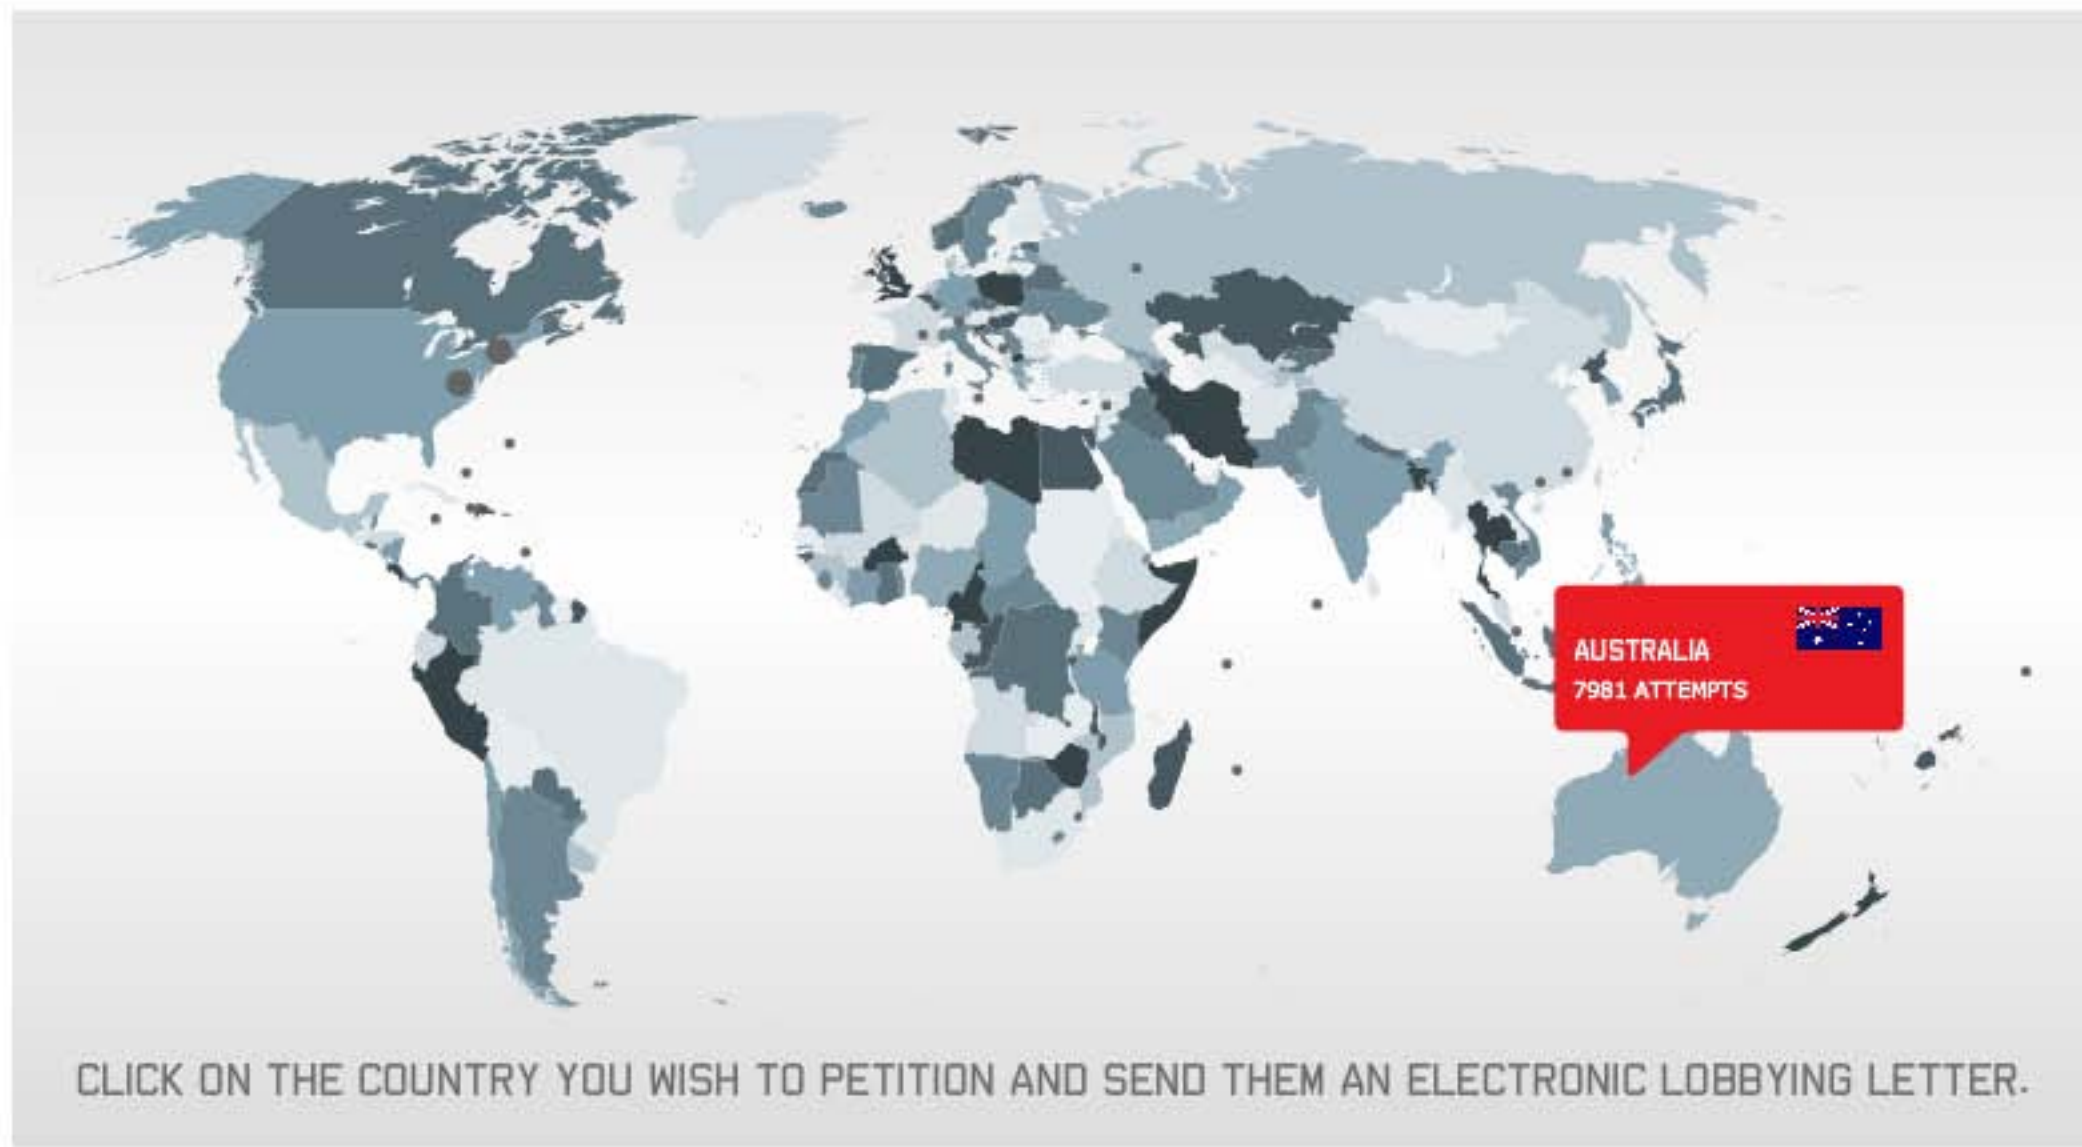 AUSTRALIA
7981 ATTEMPTS
CLICK ON THE COUNTRY YOU WISH TO PETITION AND SEND THEM AN ELECTRONIC LOBBYING LETTER.